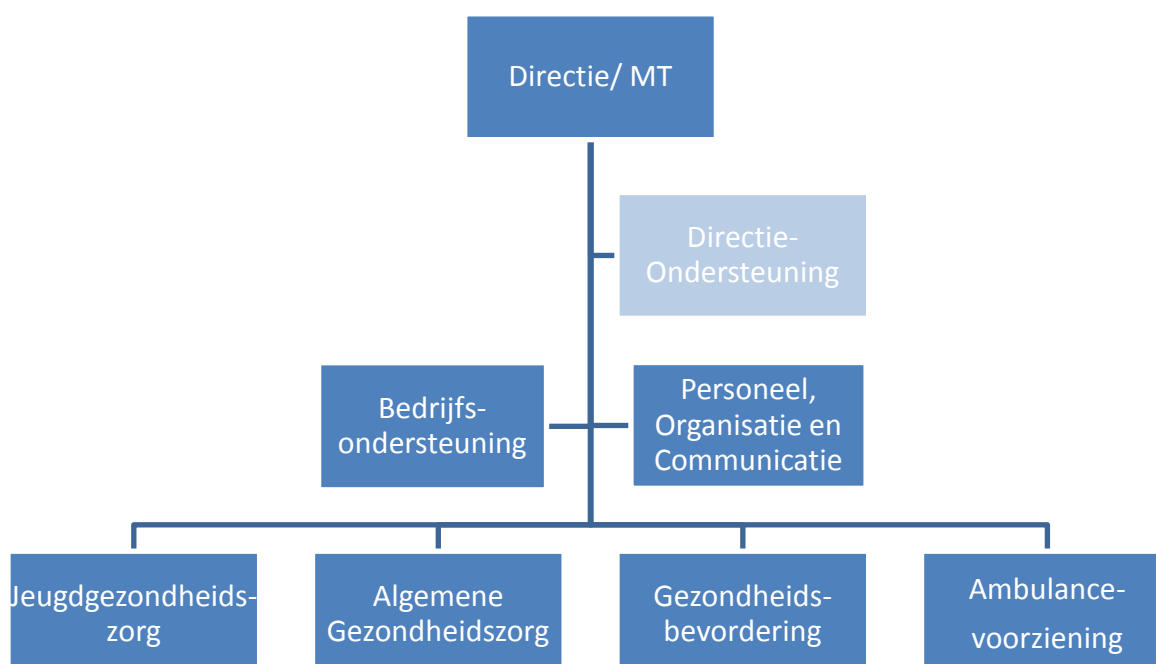 Directie/ MT
Directie-
Ondersteuning
Bedrijfs-
ondersteuning
Personeel,
Organisatie en
Communicatie
Jeugdgezondheids-
zorg
Algemene
Gezondheidszorg
Gezondheids-
bevordering
Ambulance-
voorziening